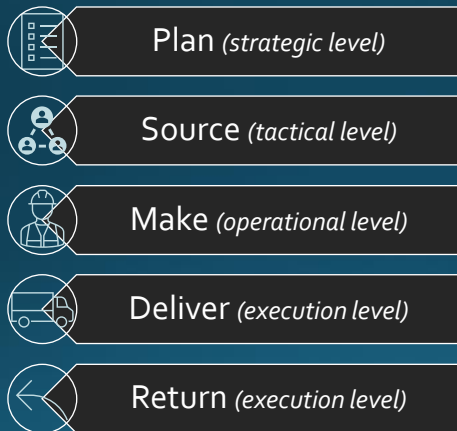 Plan (strategic level)
Source (tactical level)
Make (operational level)
Deliver (execution level)
Return (execution level)